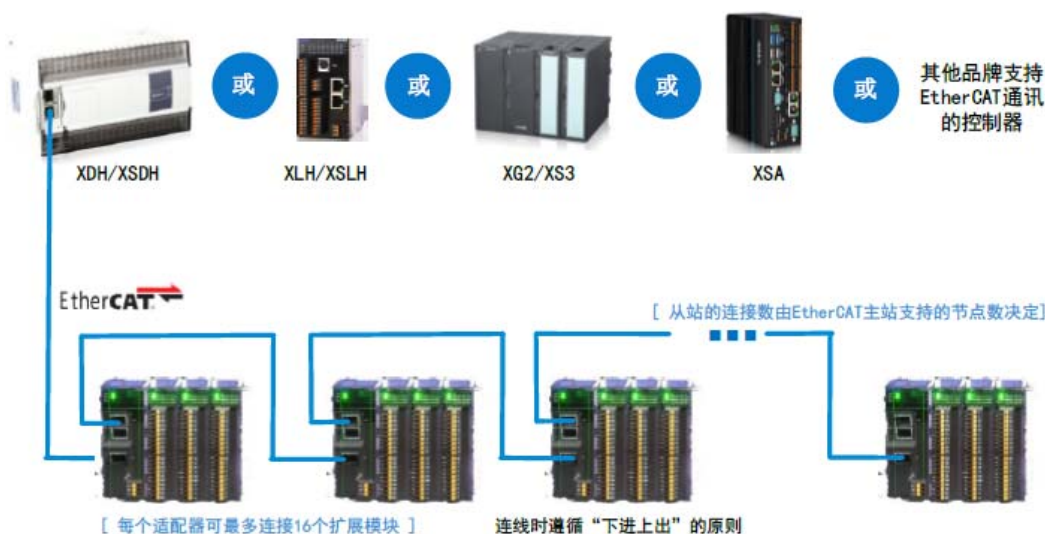 或
或
或
或
其他品牌支持
EtherCAT通讯
的控制器
XDH/XSDH
XLH/XSLH
XG2/XS3
XSA
EtherCAT
[ 从站的连接数由EtherCAT主站支持的节点数决定]
[ 每个适配器可最多连接16个扩展模块 ]
连线时遵循“下进上出”的原则